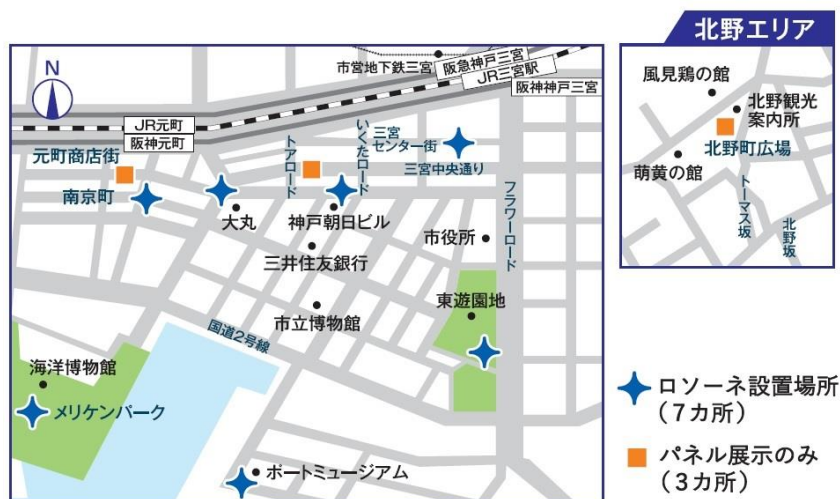 北野エリア
N
市営地下鉄三宮
阪急神戸三宮
JR三宮駅
阪神神戸三宮
JR元町
阪神元町
元町商店街
南京町
トアロード
いくたロード
三宮
センター街
三宮中央通り
フラワーロード
大丸
神戸朝日ビル
三井住友銀行
市役所
市立博物館
東遊園地
国道2号線
海洋博物館
メリケンパーク
ポートミュージアム
風見鶏の館
北野観光
案内所
北野町広場
萌黄の館
トーマス坂
北野坂
ロソーネ設置場所
(7カ所)
パネル展示のみ
(3カ所)